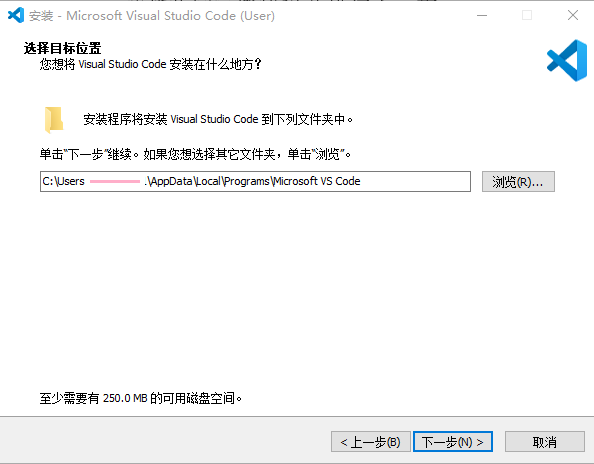 安装 - Microsoft Visual Studio Code (User)
选择目标位置
您想将 Visual Studio Code 安装在什么地方?
安装程序将安装 Visual Studio Code 到下列文件夹中。
单击"下一步"继续。如果您想选择其它文件夹，单击"浏览"。
C:\Users .\AppData\Local\Programs\Microsoft VS Code
浏览(R)...
至少需要有 250.0 MB 的可用磁盘空间。
< 上一步(B)
下一步(N) >
取消